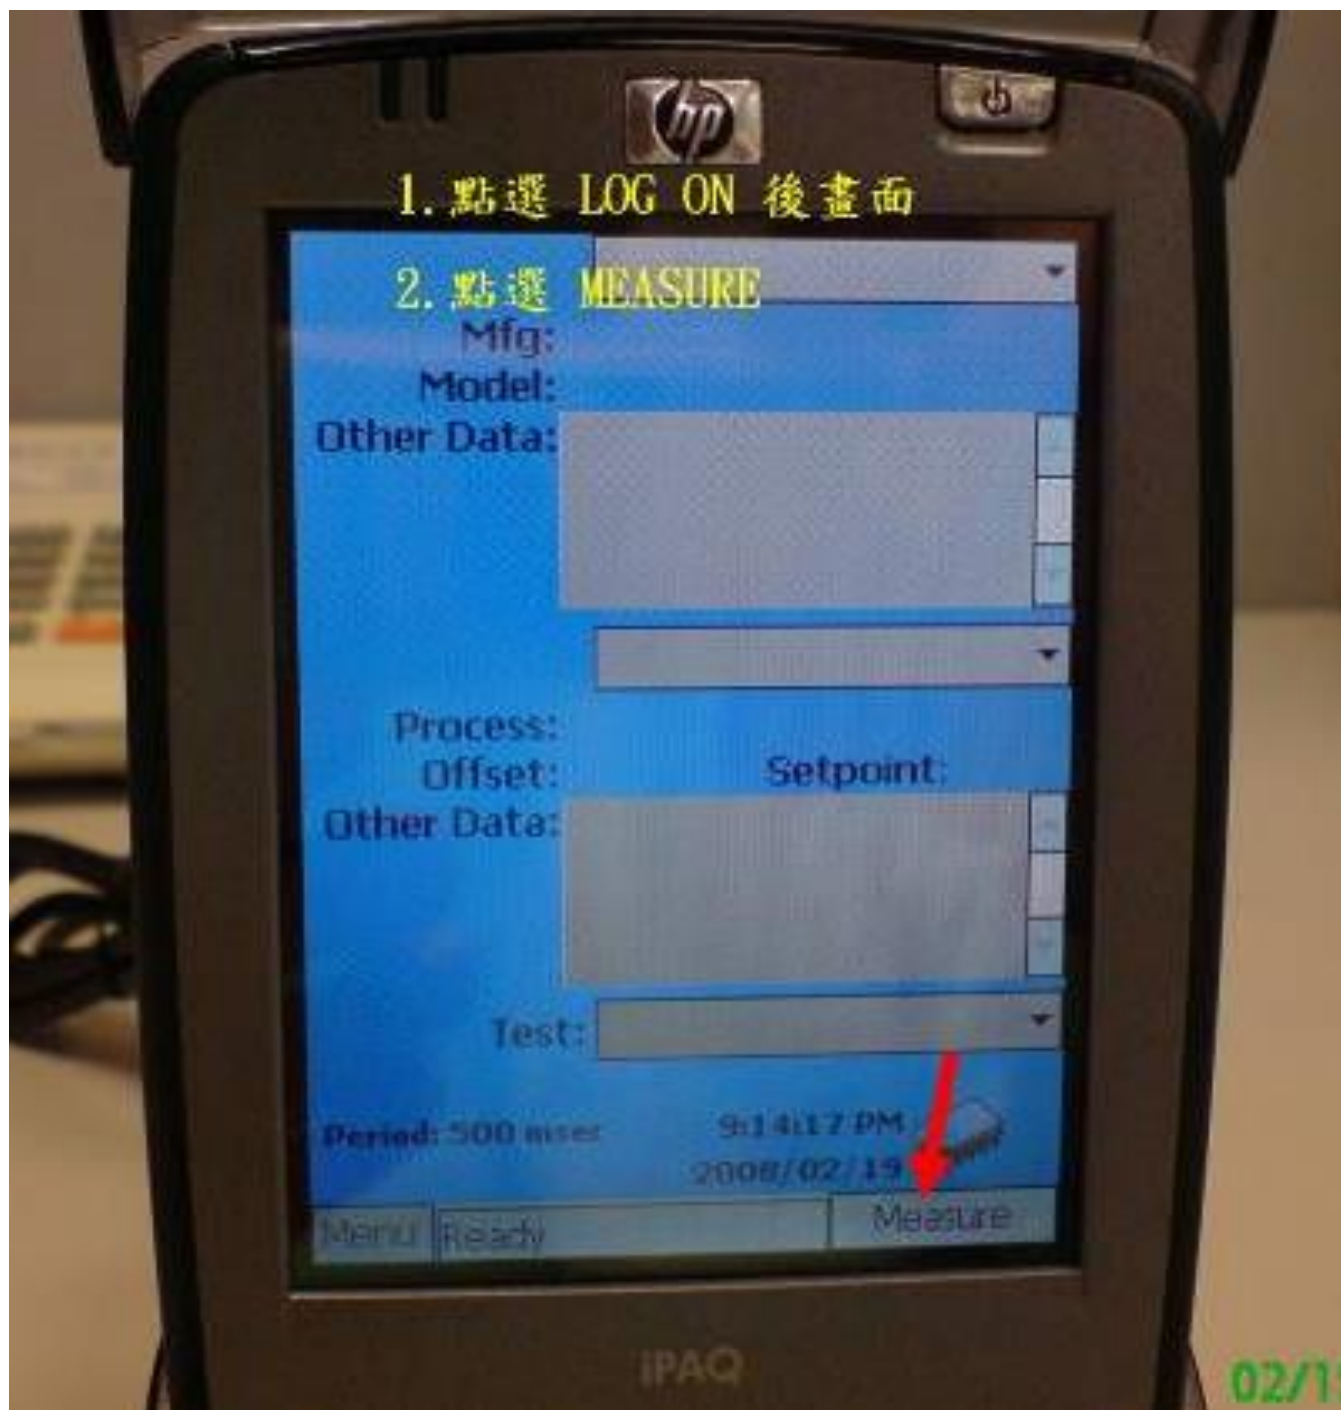 hp
1. 點選 LOG ON 後畫面
2. 點選 MEASURE
Mfg:
Model:
Other Data:
Process:
Offset: Setpoint:
Other Data:
Test:
Period: 500 msec 9:14:17 PM
2008/02/19
Menu Ready Measure
iPAQ